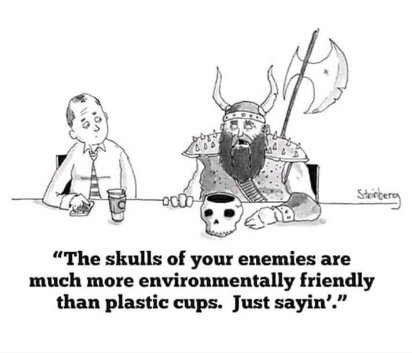 Steinberg
“The skulls of your enemies are
much more environmentally friendly
than plastic cups.  Just sayin’.”